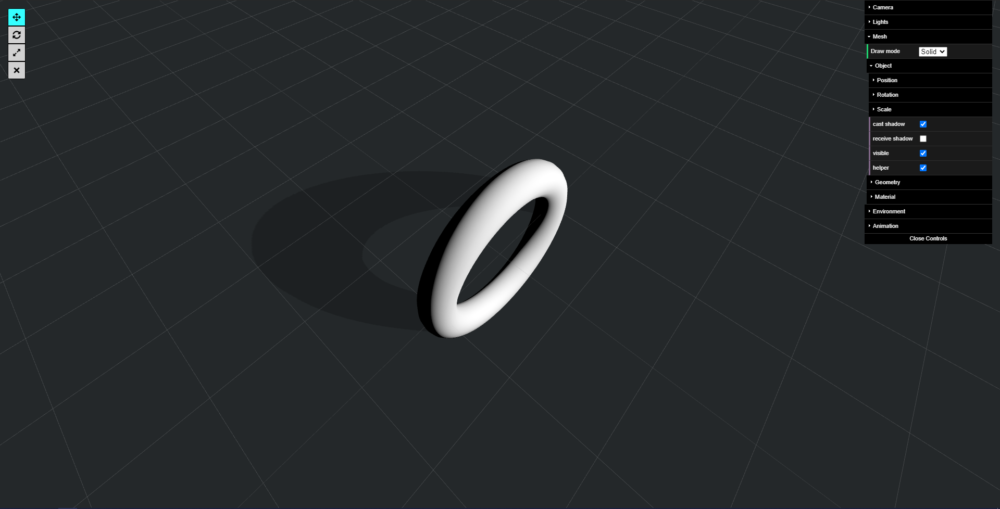 Camera
Lights
Mesh
Draw mode Solid
Object
Position
Rotation
Scale
cast shadow
receive shadow
visible
helper
Geometry
Material
Environment
Animation
Close Controls